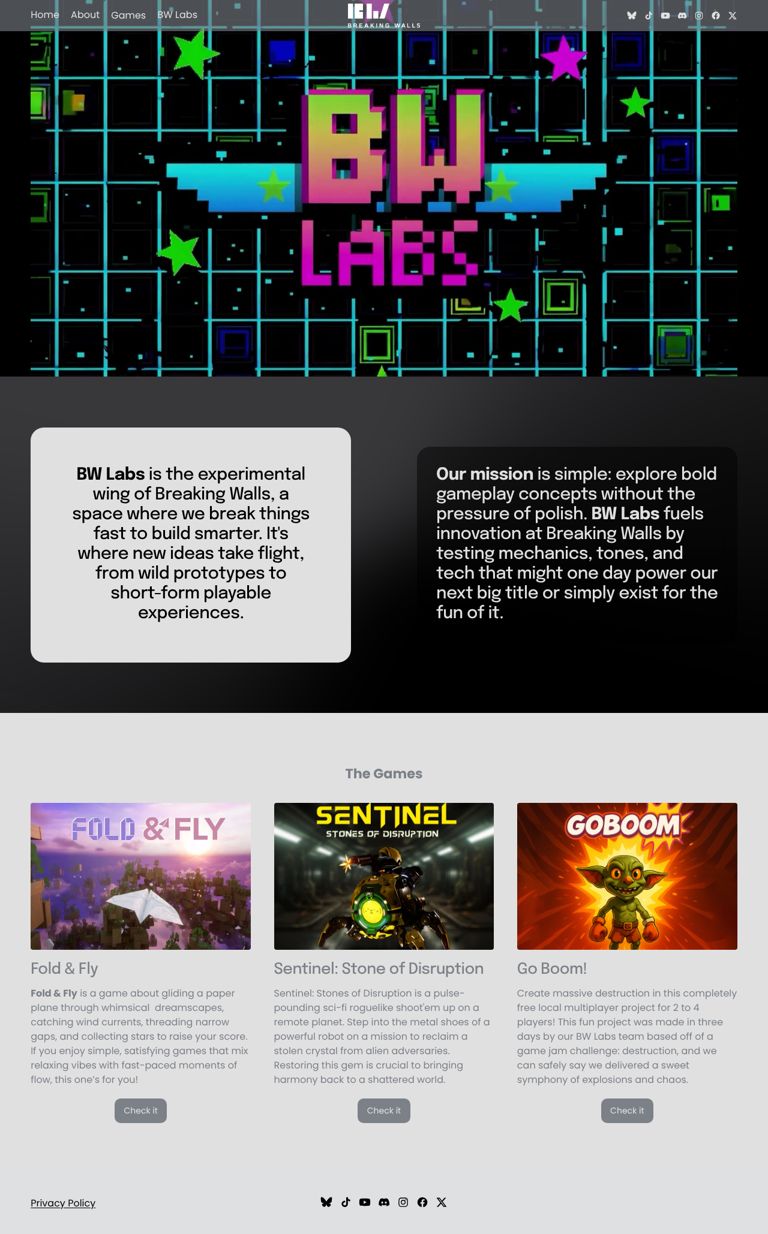 Home About Games BW Labs
BREAKING WALLS
BW
LABS
BW Labs is the experimental
wing of Breaking Walls, a
space where we break things
fast to build smarter. It's
where new ideas take flight,
from wild prototypes to
short-form playable
experiences.
Our mission is simple: explore bold
gameplay concepts without the
pressure of polish. BW Labs fuels
innovation at Breaking Walls by
testing mechanics, tones, and
tech that might one day power our
next big title or simply exist for the
fun of it.
The Games
FOLD & FLY
Fold & Fly
Fold & Fly is a game about gliding a paper
plane through whimsical dreamscapes,
catching wind currents, threading narrow
gaps, and collecting stars to raise your score.
If you enjoy simple, satisfying games that mix
relaxing vibes with fast-paced moments of
flow, this one's for you!
Check it
SENTINEL
STONES OF DISRUPTION
Sentinel: Stone of Disruption
Sentinel: Stones of Disruption is a pulse-
pounding sci-fi roguelike shoot'em up on a
remote planet. Step into the metal shoes of a
powerful robot on a mission to reclaim a
stolen crystal from alien adversaries.
Restoring this gem is crucial to bringing
harmony back to a shattered world.
Check it
GOBOOM
Go Boom!
Create massive destruction in this completely
free local multiplayer project for 2 to 4
players! This fun project was made in three
days by our BW Labs team based off of a
game jam challenge: destruction, and we
can safely say we delivered a sweet
symphony of explosions and chaos.
Check it
Privacy Policy